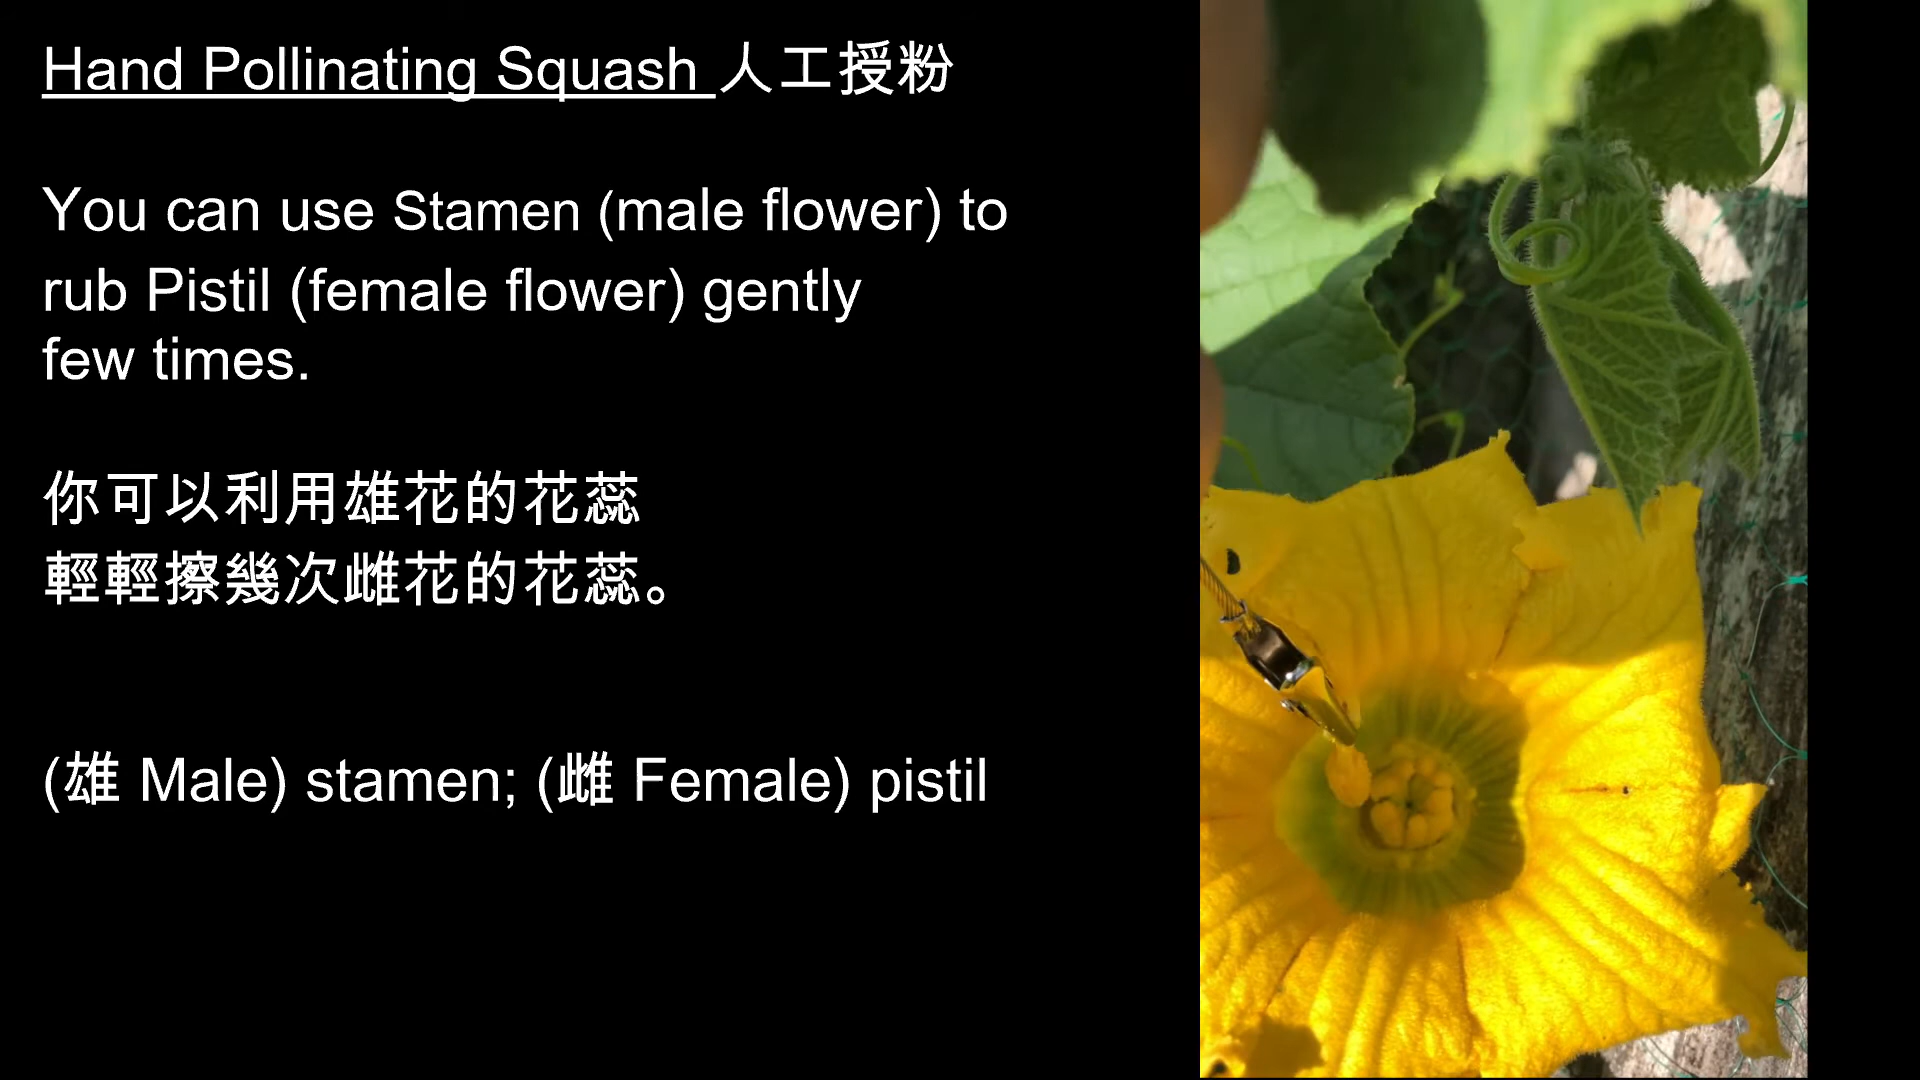 Hand Pollinating Squash 人工授粉
You can use Stamen (male flower) to
rub Pistil (female flower) gently
few times.
你可以利用雄花的花蕊
輕輕擦幾次雌花的花蕊。
(雄 Male) stamen; (雌 Female) pistil